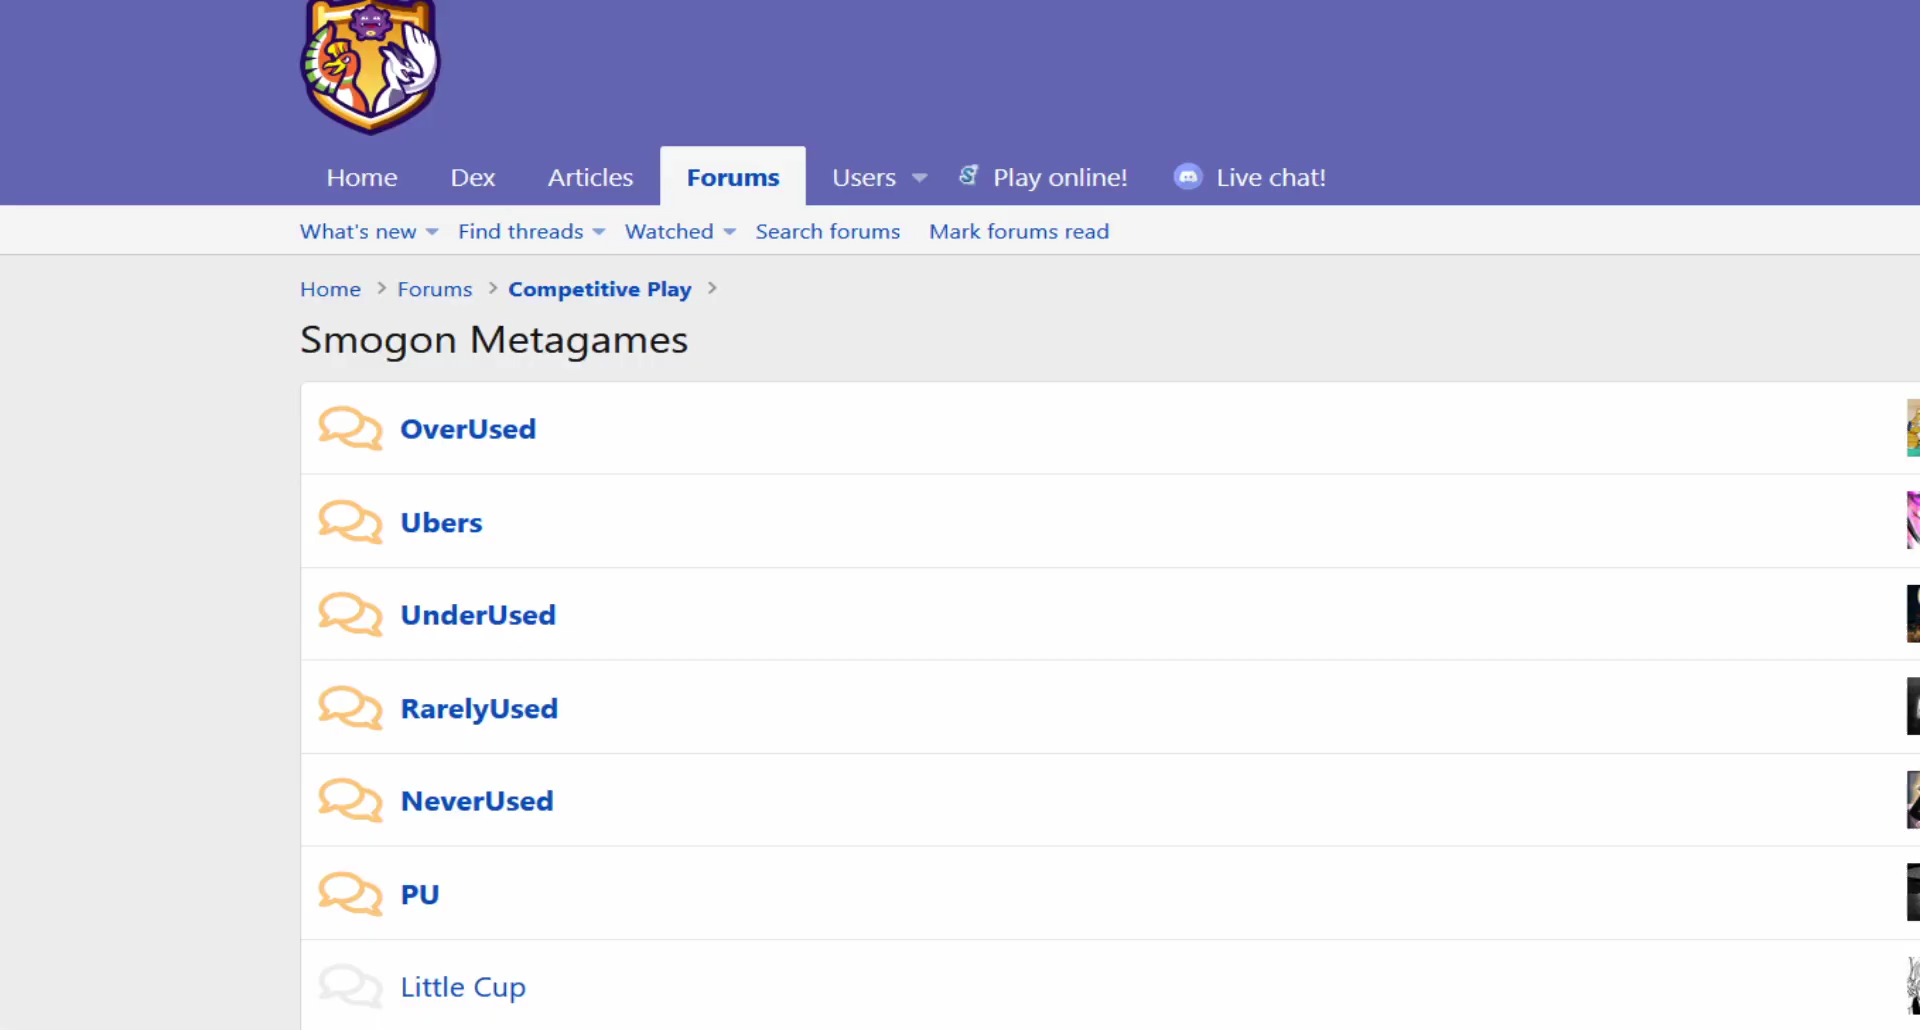 Home Dex Articles Forums Users Play online! Live chat!
What's new Find threads Watched Search forums Mark forums read
Home > Forums > Competitive Play >
Smogon Metagames
OverUsed
Ubers
UnderUsed
RarelyUsed
NeverUsed
PU
Little Cup